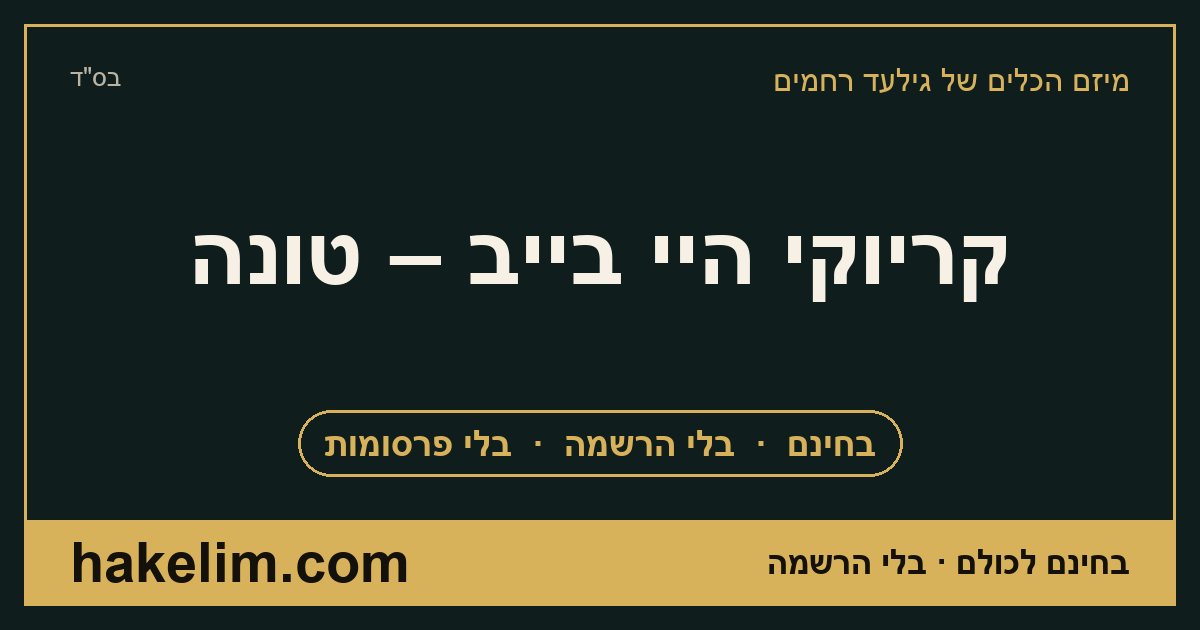 מיזם הכלים של גילעד רחמים
בס"ד
קריוקי היי בייב – טונה
בחינם · בלי הרשמה · בלי פרסומות
בחינם לכולם · בלי הרשמה
hakelim.com